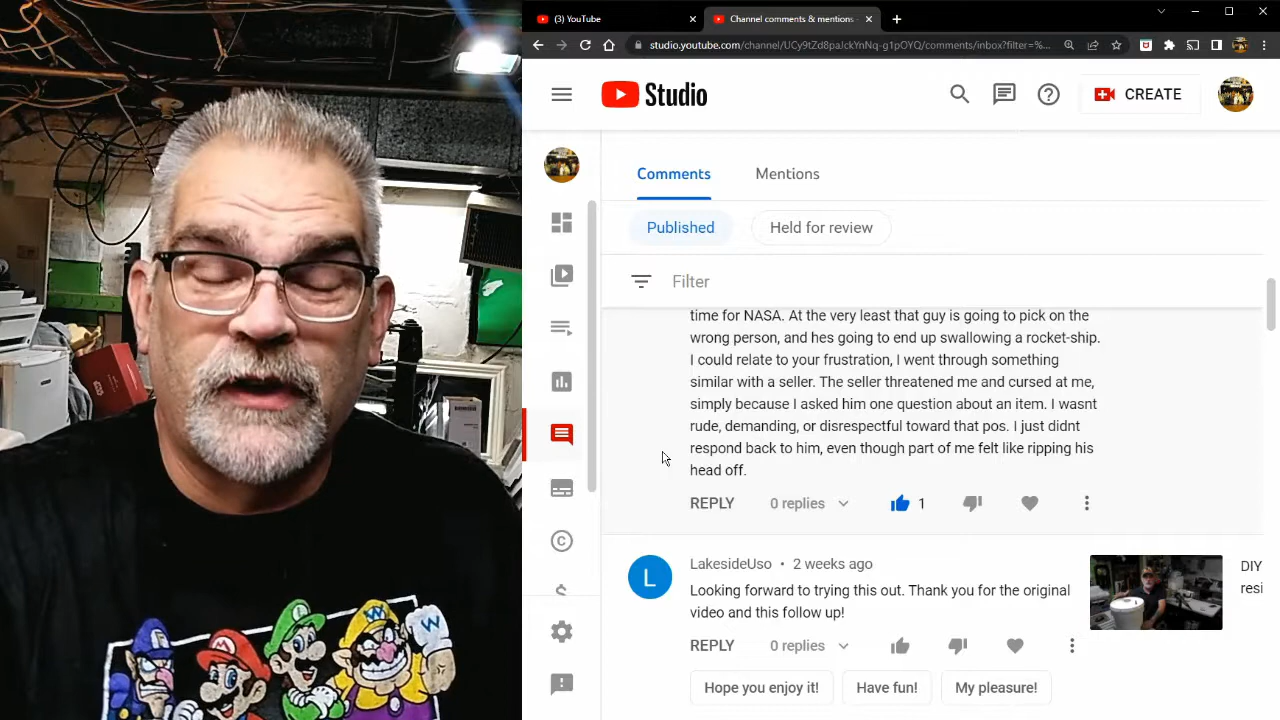 (3) YouTube
Channel comments & mentions
studio.youtube.com/channel/UCy9tZd8paJckYnNq-g1pOYQ/comments/inbox?filter=%...
Studio
CREATE
Comments
Mentions
Published
Held for review
Filter
time for NASA. At the very least that guy is going to pick on the
wrong person, and hes going to end up swallowing a rocket-ship.
I could relate to your frustration, I went through something
similar with a seller. The seller threatened me and cursed at me,
simply because I asked him one question about an item. I wasnt
rude, demanding, or disrespectful toward that pos. I just didnt
respond back to him, even though part of me felt like ripping his
head off.
REPLY
0 replies
1
L
LakesideUso • 2 weeks ago
Looking forward to trying this out. Thank you for the original
video and this follow up!
DIY
resi
REPLY
0 replies
Hope you enjoy it!
Have fun!
My pleasure!
W